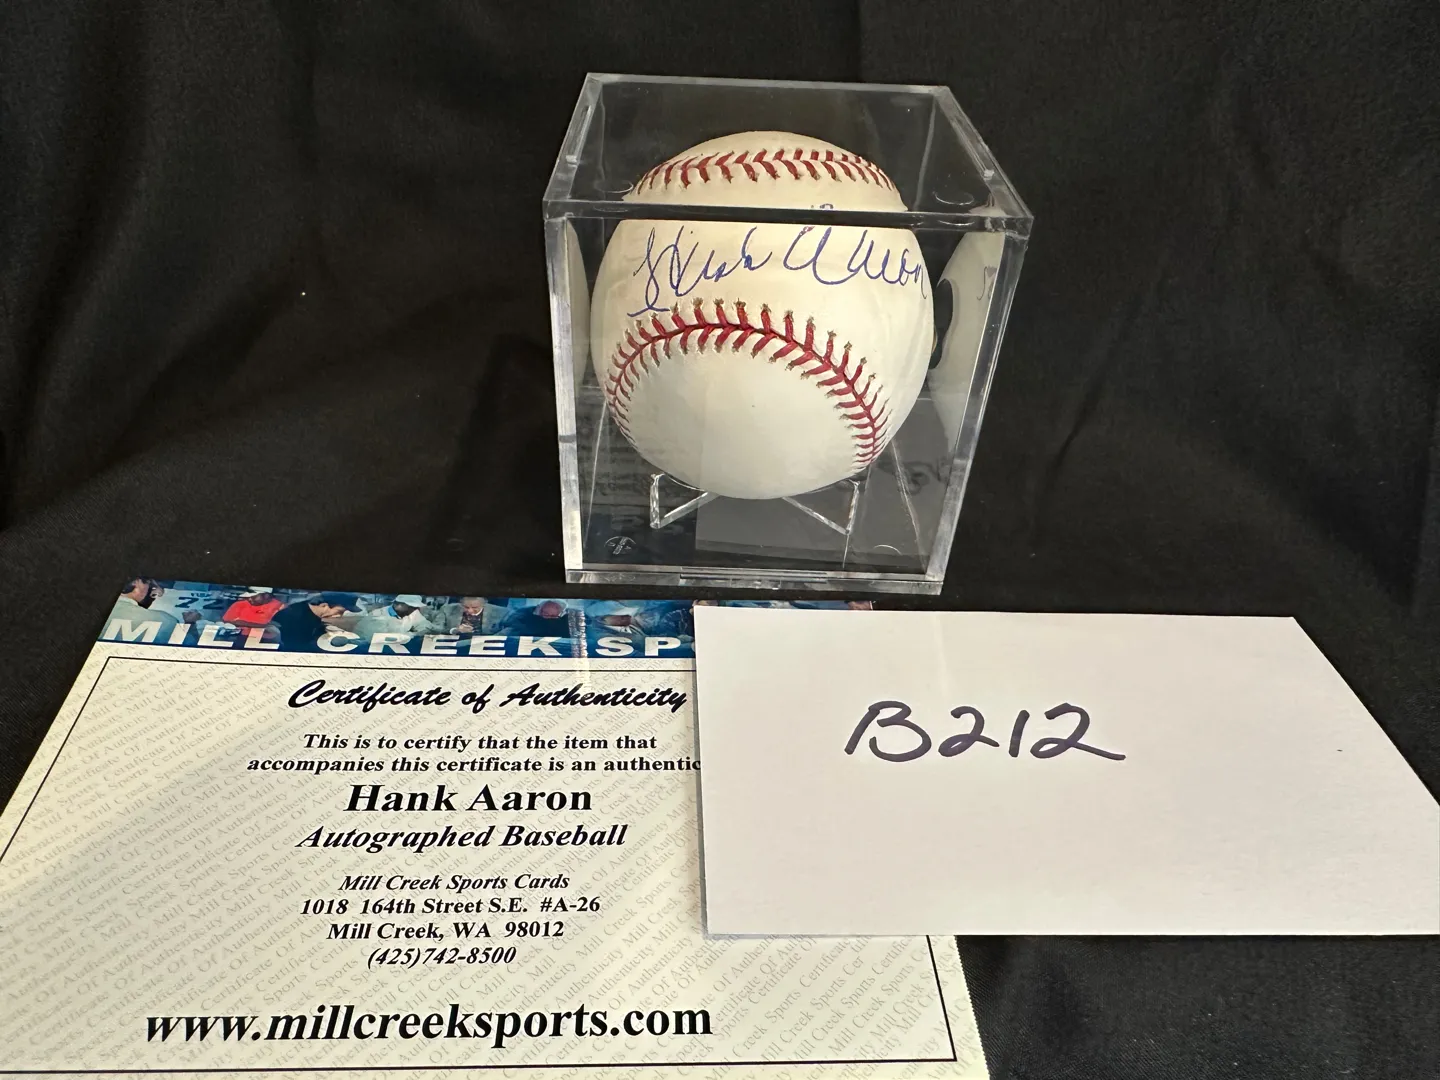 Hank Aaron
MILL CREEK SP
Certificate of Authenticity
This is to certify that the item that
accompanies this certificate is an authentic
Hank Aaron
Autographed Baseball
Mill Creek Sports Cards
1018 164th Street S.E. #A-26
Mill Creek, WA 98012
(425)742-8500
www.millcreeksports.com
B212